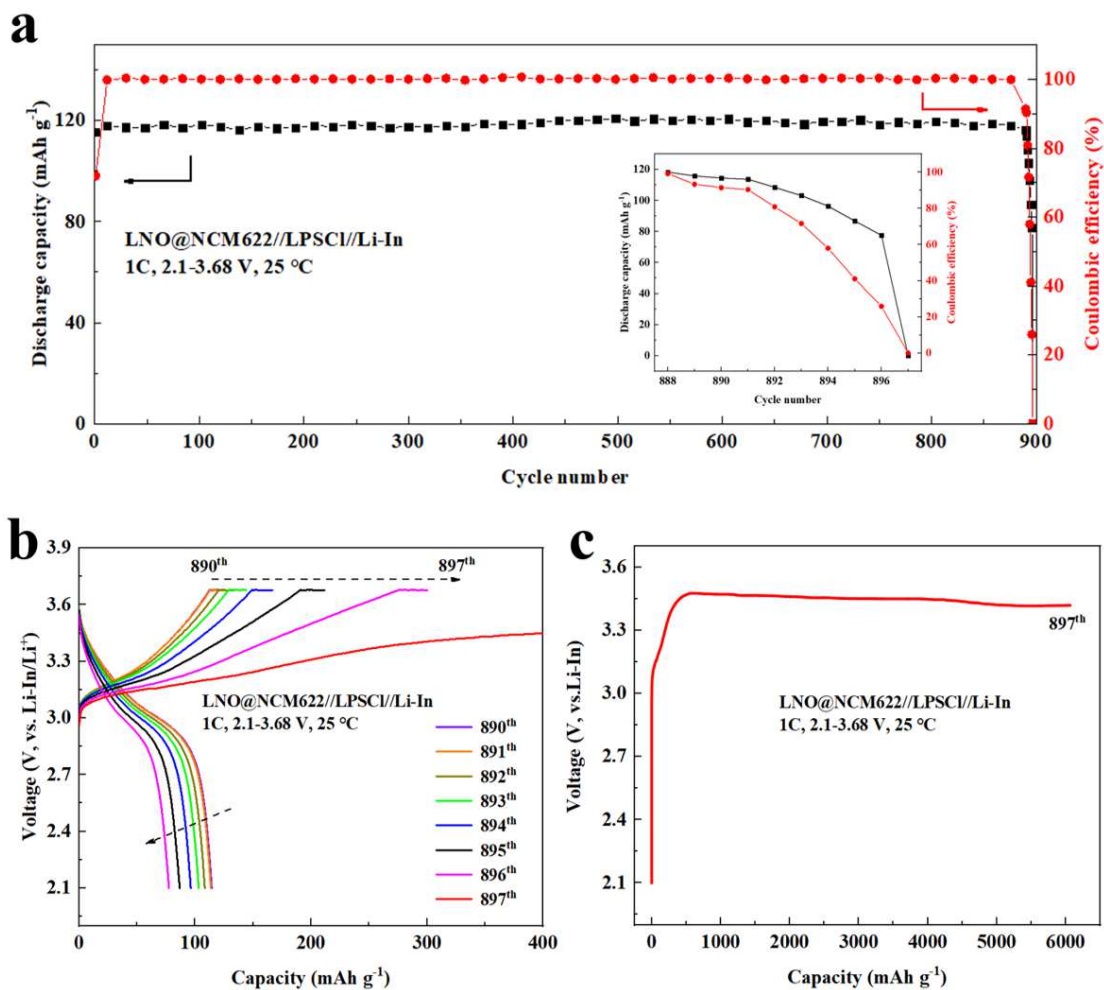 a
Discharge capacity (mAh g-1)
120
80
40
0
100
80
60
40
20
0
Coulombic efficiency (%)
LNO@NCM622//LPSCl//Li-In
1C, 2.1-3.68 V, 25 °C
0 100 200 300 400 500 600 700 800 900
Cycle number
Discharge capacity (mAh g-1)
120
100
80
60
40
20
0
100
80
60
40
20
0
Coulombic efficiency (%)
888 890 892 894 896
Cycle number
b
Voltage (V, vs. Li-In/Li+)
3.9
3.6
3.3
3.0
2.7
2.4
2.1
890th 897th
LNO@NCM622//LPSCl//Li-In
1C, 2.1-3.68 V, 25 °C
890th
891th
892th
893th
894th
895th
896th
897th
0 100 200 300 400
Capacity (mAh g-1)
c
Voltage (V, vs.Li-In)
3.6
3.3
3.0
2.7
2.4
2.1
897th
LNO@NCM622//LPSCl//Li-In
1C, 2.1-3.68 V, 25 °C
0 1000 2000 3000 4000 5000 6000
Capacity (mAh g-1)